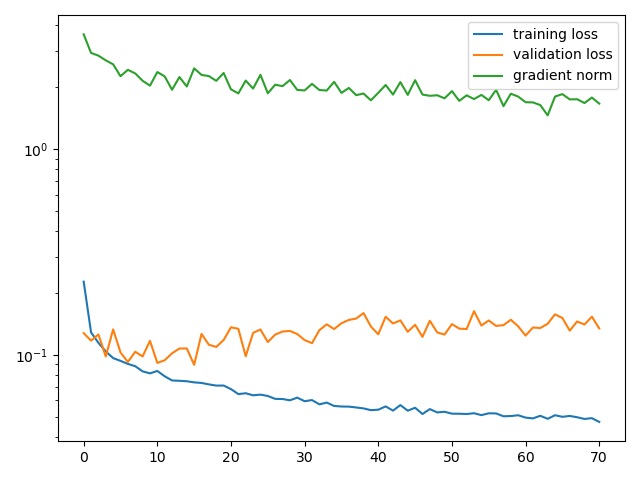 training loss
validation loss
gradient norm
10⁰
10⁻¹
0 10 20 30 40 50 60 70